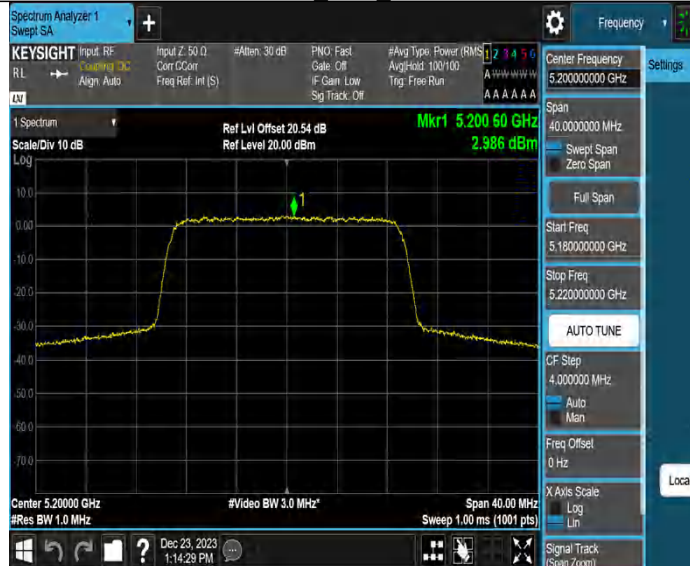 Spectrum Analyzer 1
Swept SA
+
Frequency
KEYSIGHT
Input: RF
Input Z: 50 Ω
#Atten: 30 dB
PNO: Fast
#Avg Type: Power (RMS
1 2 3 4 5 6
RL
Coupling: DC
Corr CCorr
Gate: Off
Avg|Hold: 100/100
A W W W W W
Align: Auto
Freq Ref: Int (S)
IF Gain: Low
Trig: Free Run
Sig Track: Off
A A A A A A
LXI
1 Spectrum
Ref Lvl Offset 20.54 dB
Mkr1 5.200 60 GHz
Scale/Div 10 dB
Ref Level 20.00 dBm
2.986 dBm
Log
1
10.0
0.00
-10.0
-20.0
-30.0
-40.0
-50.0
-60.0
-70.0
Center 5.20000 GHz
#Video BW 3.0 MHz*
Span 40.00 MHz
#Res BW 1.0 MHz
Sweep 1.00 ms (1001 pts)
?
Dec 23, 2023
1:14:29 PM
Center Frequency
5.200000000 GHz
Settings
Span
40.0000000 MHz
Swept Span
Zero Span
Full Span
Start Freq
5.180000000 GHz
Stop Freq
5.220000000 GHz
AUTO TUNE
CF Step
4.000000 MHz
Auto
Man
Freq Offset
0 Hz
X Axis Scale
Log
Lin
Loca
Signal Track
(Span Zoom)